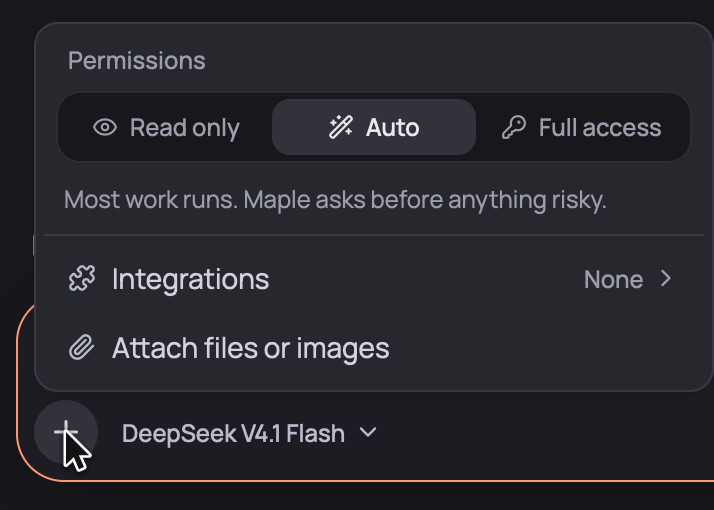 Permissions
Read only Auto Full access
Most work runs. Maple asks before anything risky.
Integrations None
Attach files or images
DeepSeek V4.1 Flash